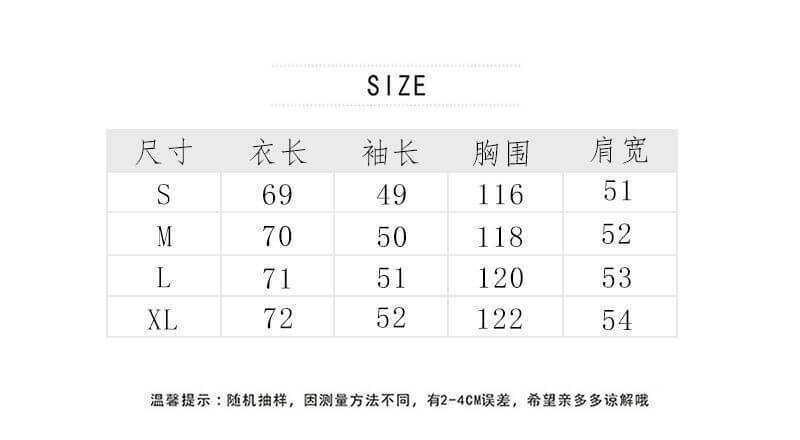 SIZE
尺寸 衣长 袖长 胸围 肩宽
S 69 49 116 51
M 70 50 118 52
L 71 51 120 53
XL 72 52 122 54
温馨提示:随机抽样，因测量方法不同，有2-4CM误差，希望亲多多谅解哦